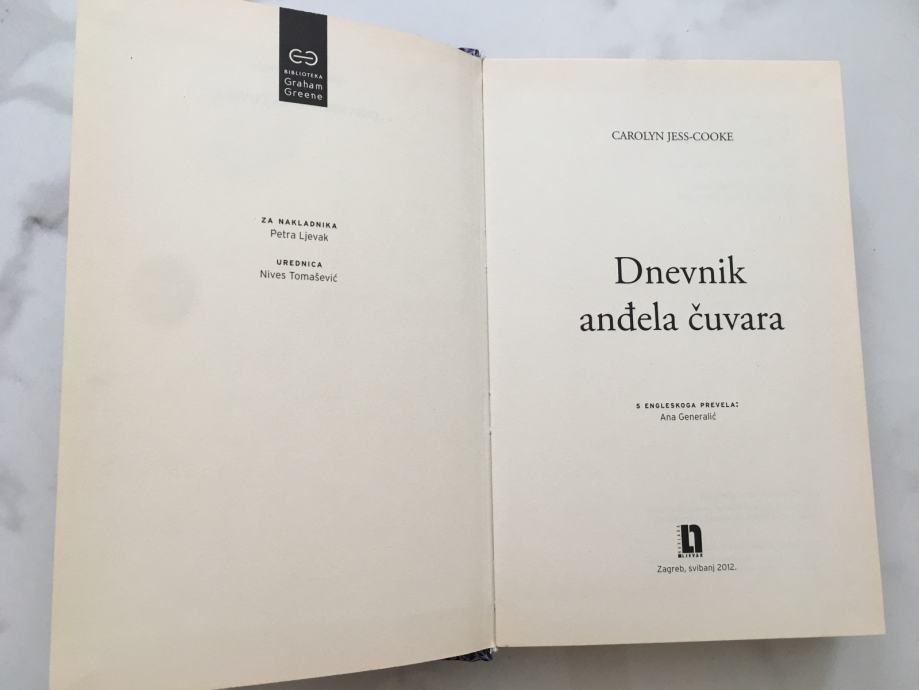 BIBLIOTEKA
Graham
Greene
ZA NAKLADNIKA
Petra Ljevak
UREDNICA
Nives Tomašević
CAROLYN JESS-COOKE
Dnevnik
anđela čuvara
S ENGLESKOGA PREVELA:
Ana Generalić
NAKLADA
LJEVAK
Zagreb, svibanj 2012.